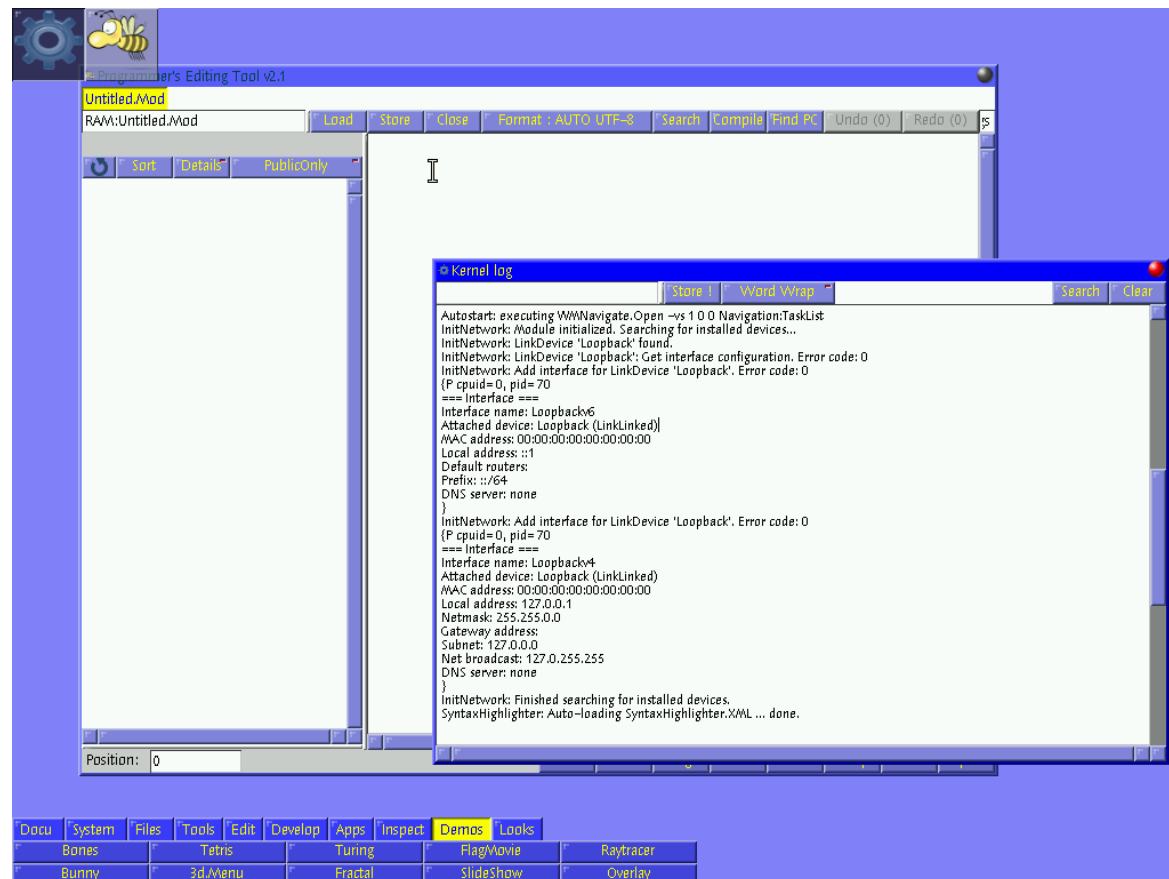 Programmer's Editing Tool v2.1
Untitled.Mod
RAM:Untitled.Mod Load Store Close Format : AUTO UTF-8 Search Compile Find PC Undo (0) Redo (0)
Sort Details PublicOnly
Kernel log
Store ! Word Wrap Search Clear
Autostart: executing WMNavigate.Open -vs 1 0 0 Navigation:TaskList
InitNetwork: Module initialized. Searching for installed devices...
InitNetwork: LinkDevice 'Loopback' found.
InitNetwork: LinkDevice 'Loopback': Get interface configuration. Error code: 0
InitNetwork: Add interface for LinkDevice 'Loopback'. Error code: 0
{P cpuid= 0, pid= 70
=== Interface ===
Interface name: Loopbackv6
Attached device: Loopback (LinkLinked)
MAC address: 00:00:00:00:00:00:00:00
Local address: ::1
Default routers:
Prefix: ::/64
DNS server: none
}
InitNetwork: Add interface for LinkDevice 'Loopback'. Error code: 0
{P cpuid= 0, pid= 70
=== Interface ===
Interface name: Loopbackv4
Attached device: Loopback (LinkLinked)
MAC address: 00:00:00:00:00:00:00:00
Local address: 127.0.0.1
Netmask: 255.255.0.0
Gateway address:
Subnet: 127.0.0.0
Net broadcast: 127.0.255.255
DNS server: none
}
InitNetwork: Finished searching for installed devices.
SyntaxHighlighter: Auto-loading SyntaxHighlighter.XML ... done.
Position: 0
Docu System Files Tools Edit Develop Apps Inspect Demos Looks
Bones Tetris Turing FlagMovie Raytracer
Bunny 3d.Menu Fractal SlideShow Overlay